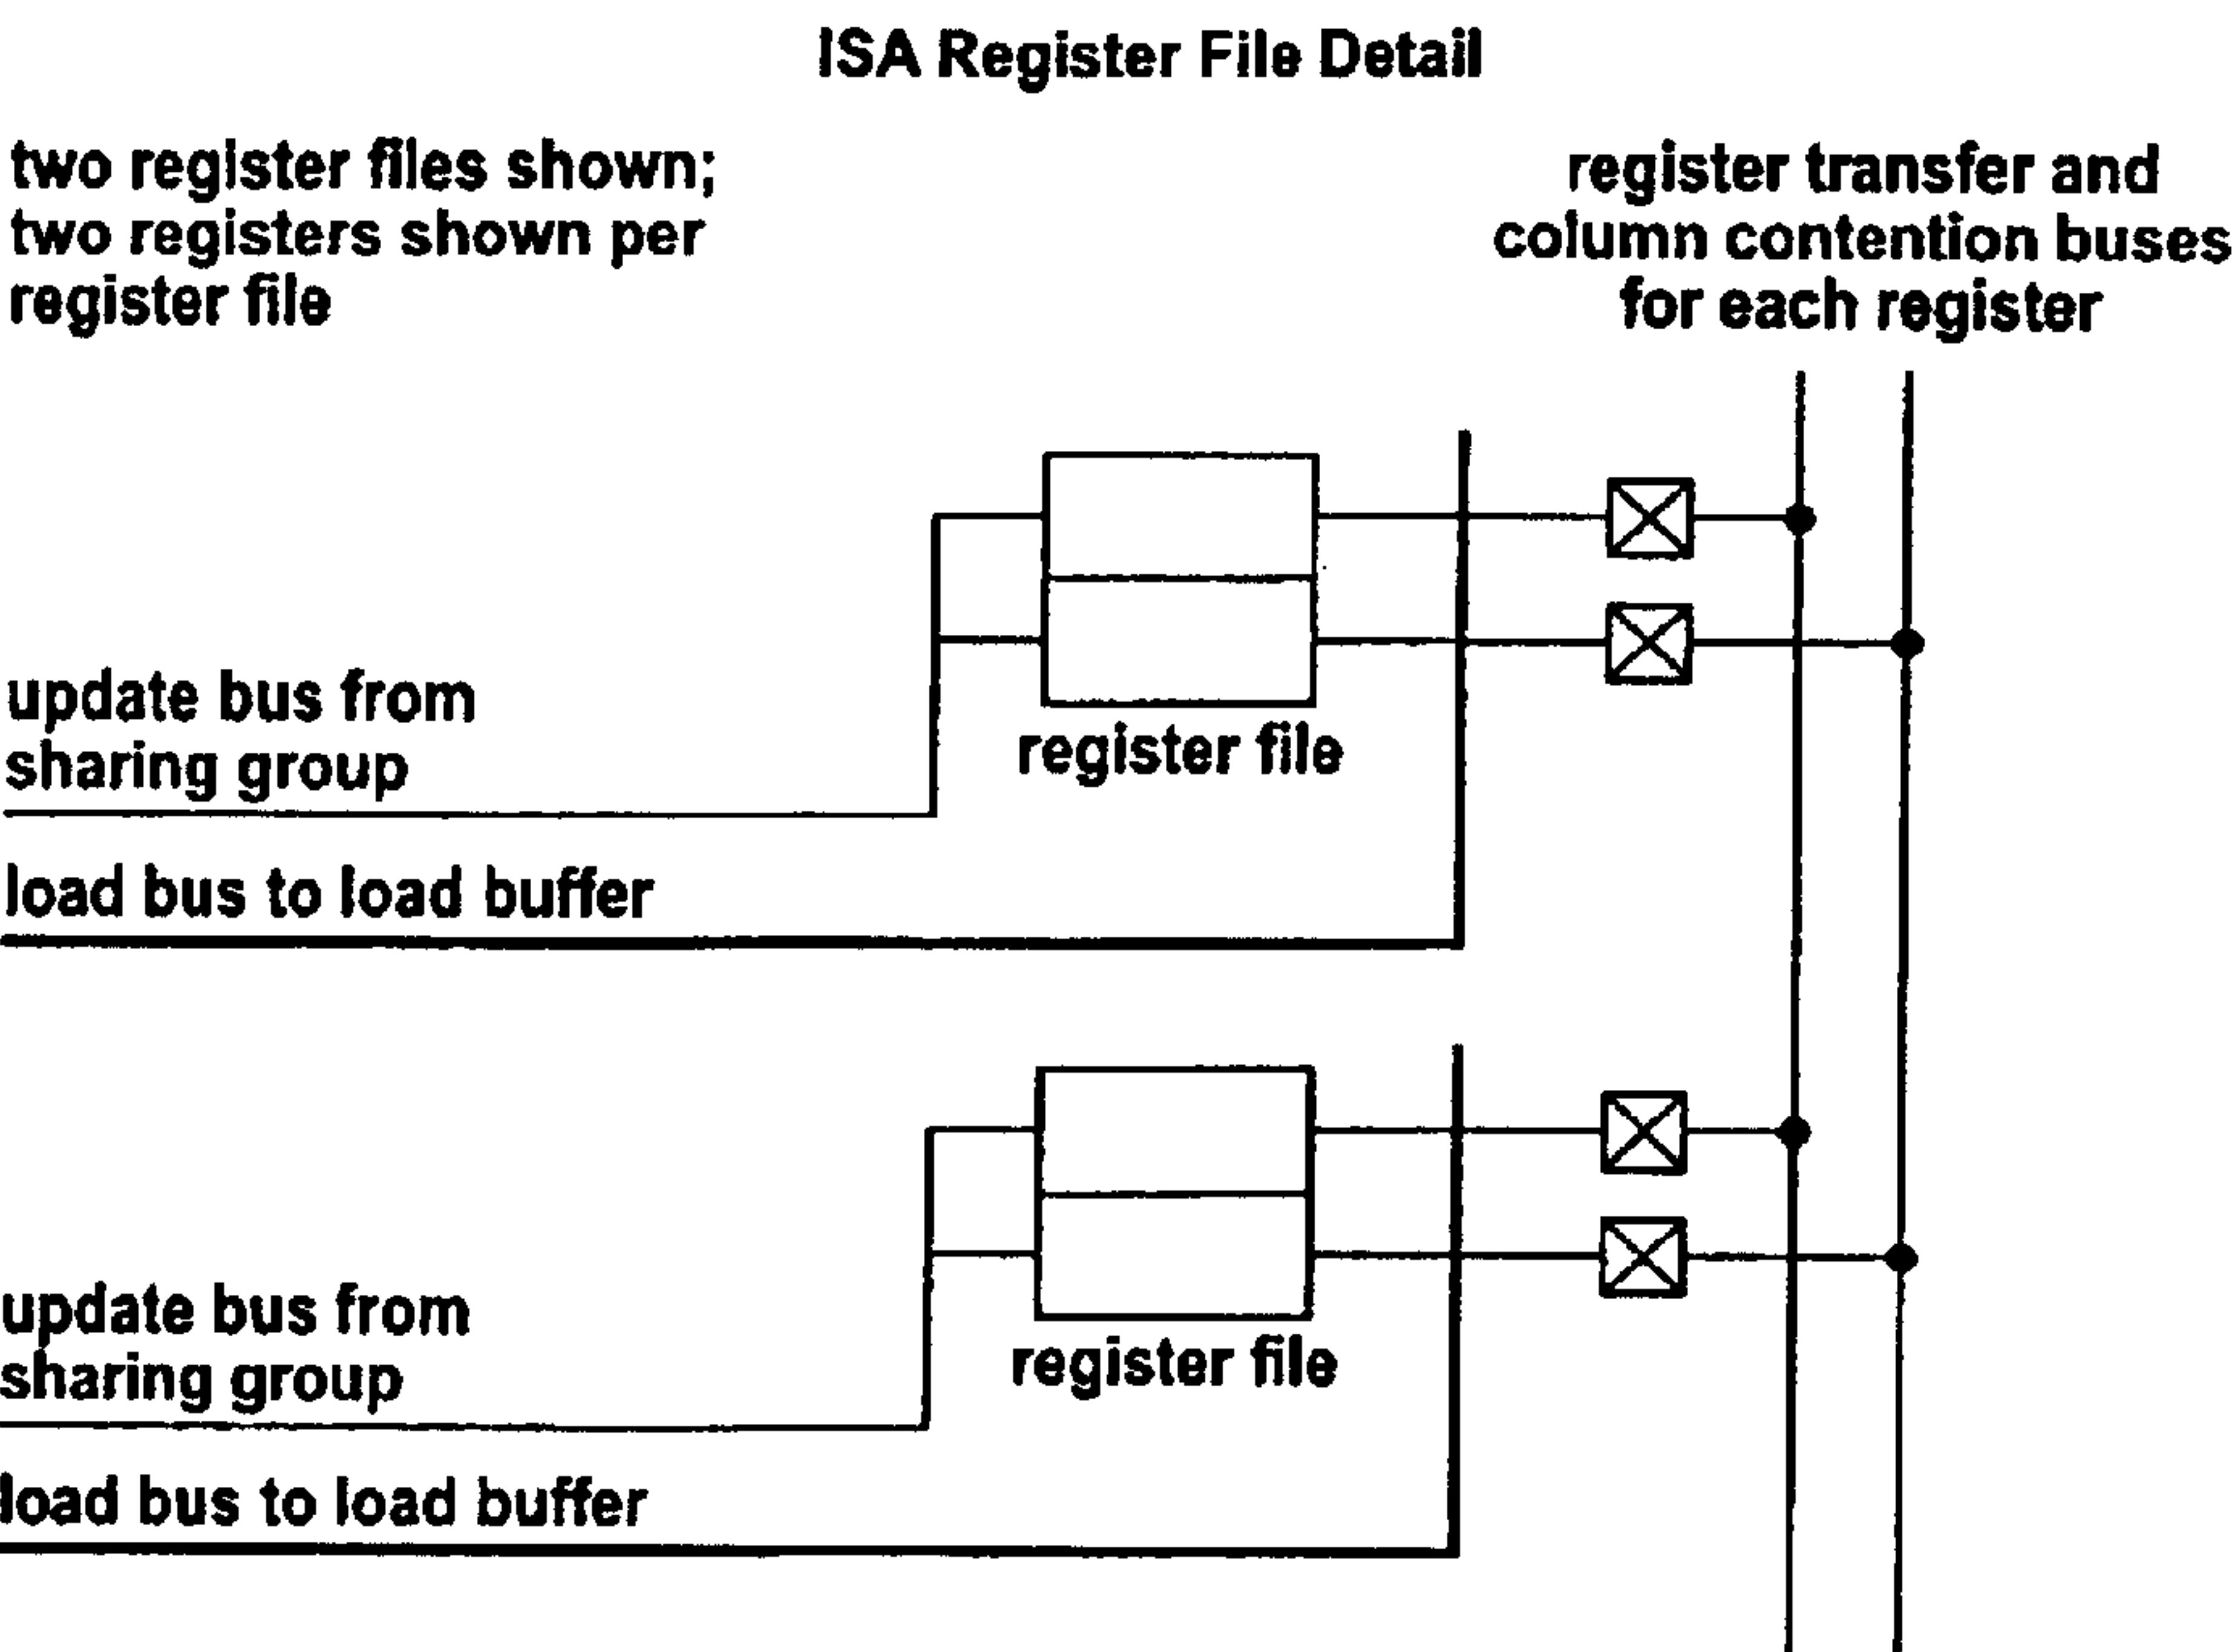 ISA Register File Detail
two register files shown;
two registers shown per
register file
register transfer and
column contention buses
for each register
update bus from
sharing group
register file
load bus to load buffer
update bus from
sharing group
register file
load bus to load buffer